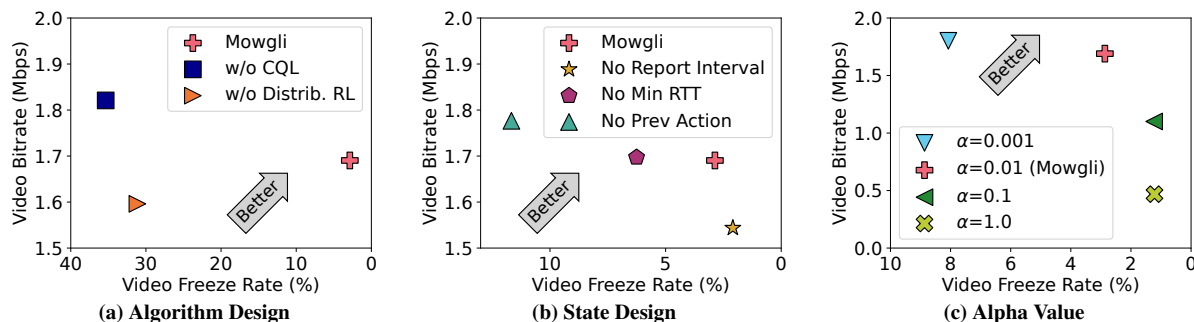 2.0
1.9
1.8
1.7
1.6
1.5
Video Bitrate (Mbps)
Mowgli
w/o CQL
w/o Distrib. RL
Better
40 30 20 10 0
Video Freeze Rate (%)
(a) Algorithm Design
2.0
1.9
1.8
1.7
1.6
1.5
Video Bitrate (Mbps)
Mowgli
No Report Interval
No Min RTT
No Prev Action
Better
10 5 0
Video Freeze Rate (%)
(b) State Design
2.0
1.5
1.0
0.5
0.0
Video Bitrate (Mbps)
Better
α=0.001
α=0.01 (Mowgli)
α=0.1
α=1.0
10 8 6 4 2 0
Video Freeze Rate (%)
(c) Alpha Value